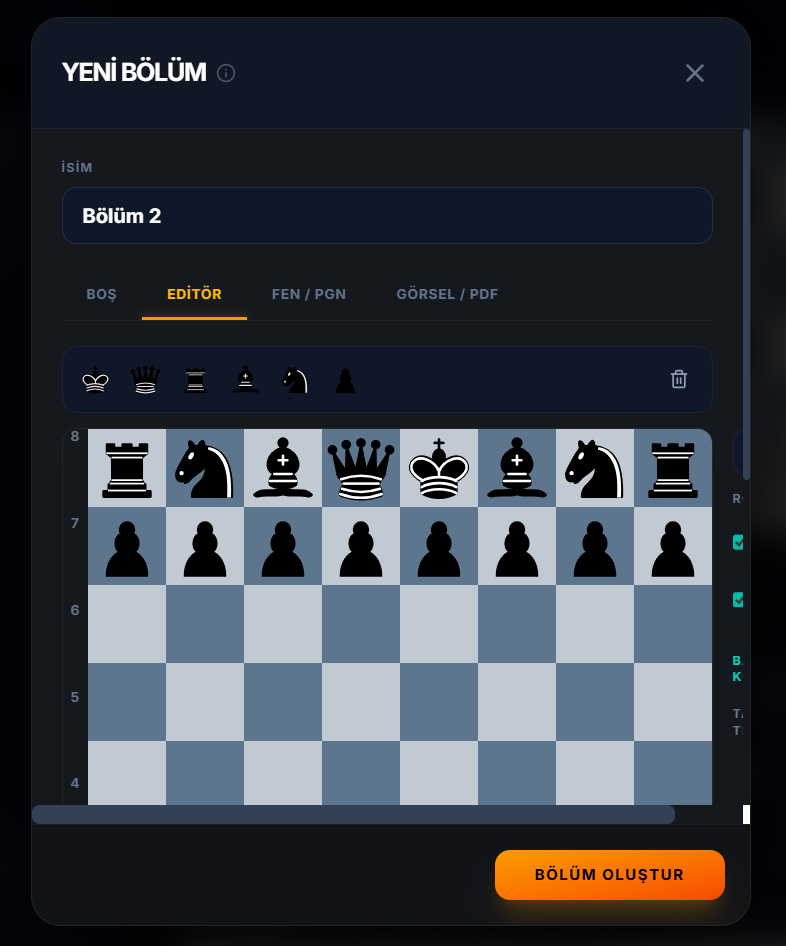 YENİ BÖLÜM
İSİM
Bölüm 2
BOŞ EDİTÖR FEN / PGN GÖRSEL / PDF
8
7
6
5
4
BÖLÜM OLUŞTUR